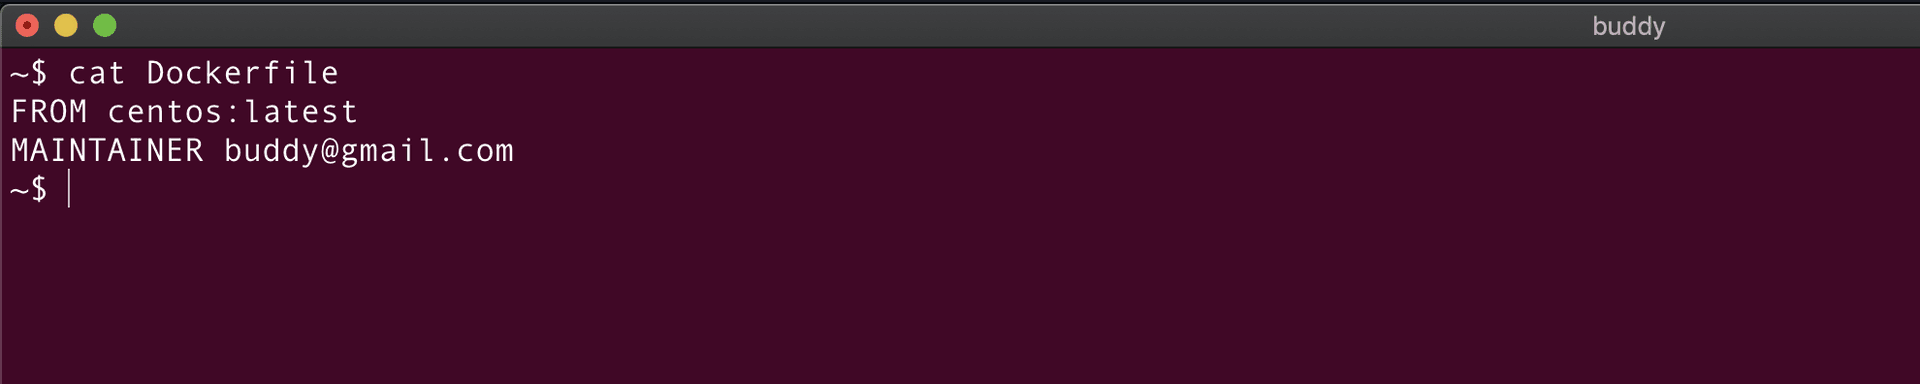 buddy
~$ cat Dockerfile
FROM centos:latest
MAINTAINER buddy@gmail.com
~$